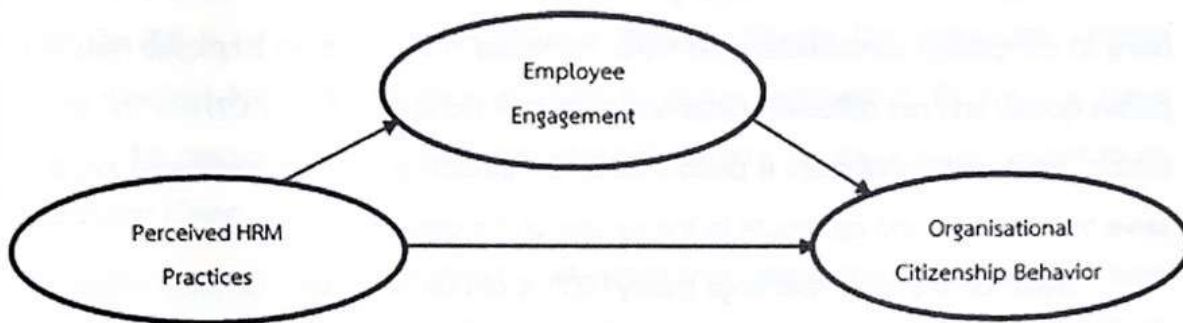 Employee
Engagement
Perceived HRM
Practices
Organisational
Citizenship Behavior